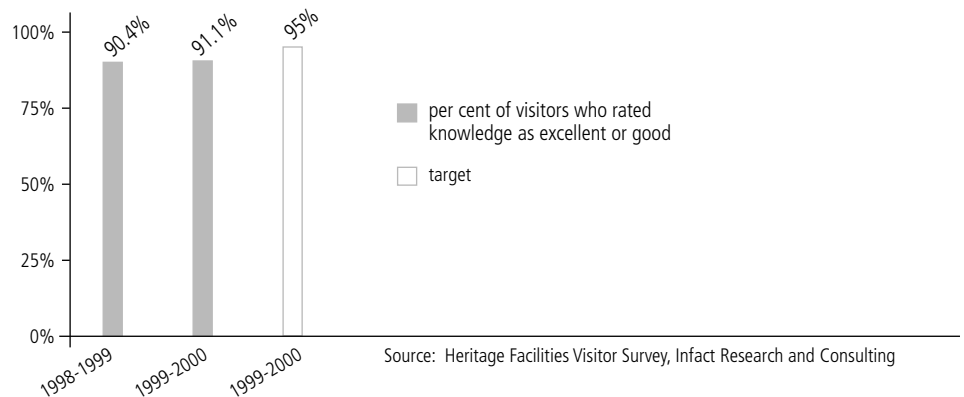 100%
75%
50%
25%
0%
90.4%
91.1%
95%
1998-1999
1999-2000
1999-2000
per cent of visitors who rated
knowledge as excellent or good
target
Source: Heritage Facilities Visitor Survey, Infact Research and Consulting